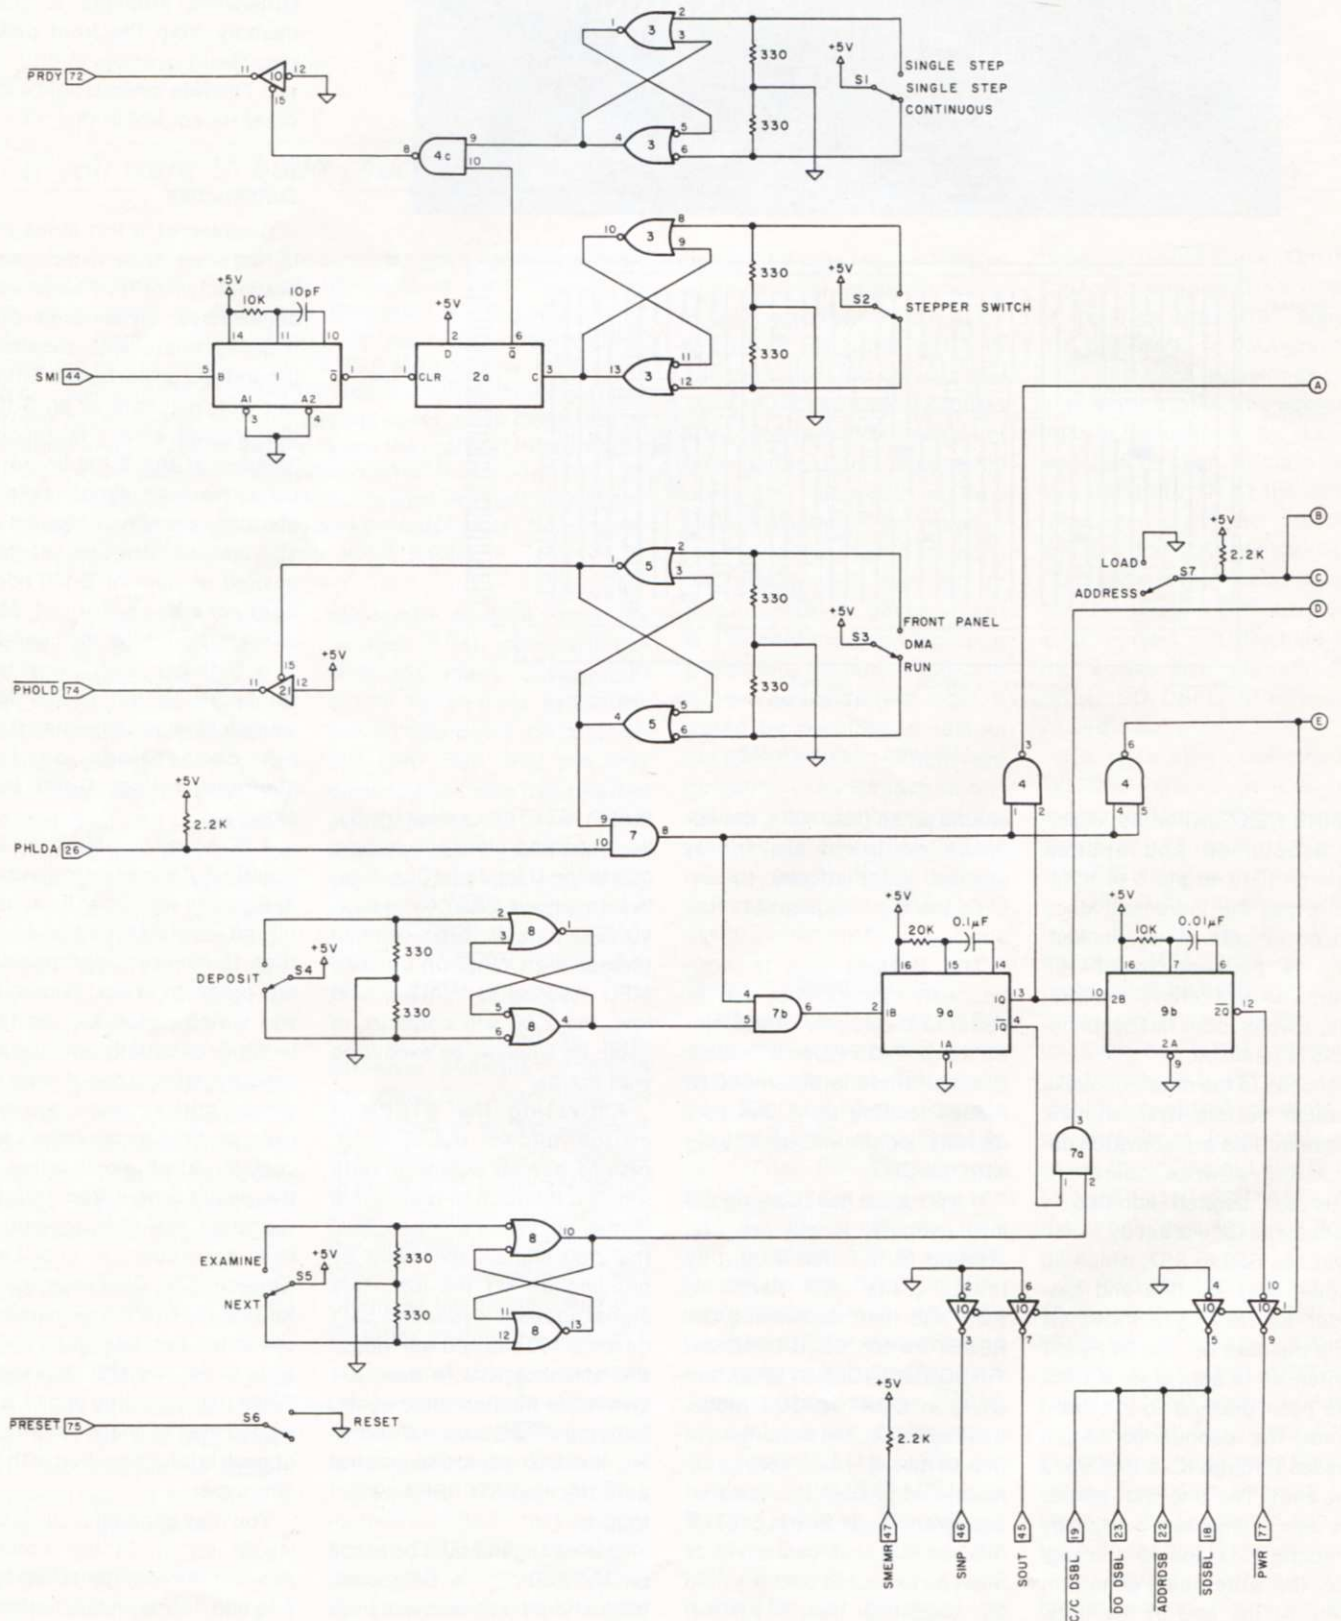 PRDY 72
11 10 12
15
1 3 2
3
330
330
+5V
S1
SINGLE STEP
SINGLE STEP
CONTINUOUS
8 4c 9
10
4 3 5
6
10 3 8
9
330
330
+5V
S2
STEPPER SWITCH
+5V
10K
10pF
14 11 10
SMI 44
5 B 1 Q 1
A1 A2
3 4
+5V
2 6
D Q
1 CLR 2a C 3
13 3 11
12
A
1 5 2
3
330
330
+5V
S3
FRONT PANEL
DMA
RUN
+5V
2.2K
LOAD
ADDRESS
S7
B
C
D
PHOLD 74
11 21 12
15
+5V
4 5 5
6
E
+5V
2.2K
PHLDA 26
9
10 7 8
3
4
1 2
6
4
4 5
DEPOSIT
S4
+5V
330
330
2
3 8 1
5
6 8 4
4
5 7b 6
+5V
20K
0.1µF
16 15 14
2 1B 9a 1Q 13
1Q 4
1A
1
+5V
10K
0.01µF
16 7 6
10 2B 9b 2Q 12
2A
9
3
7a
1 2
EXAMINE
NEXT
S5
+5V
330
330
8 10
11
12 8 13
2 6
10 10
3 7
4 10
10 10 1
5 9
PRESET 75
S6
RESET
+5V
2.2K
SMEMR 47
SINP 46
SOUT 45
C/C DSBL 19
DO DSBL 23
ADDRDSB 22
SDSBL 18
PWR 77